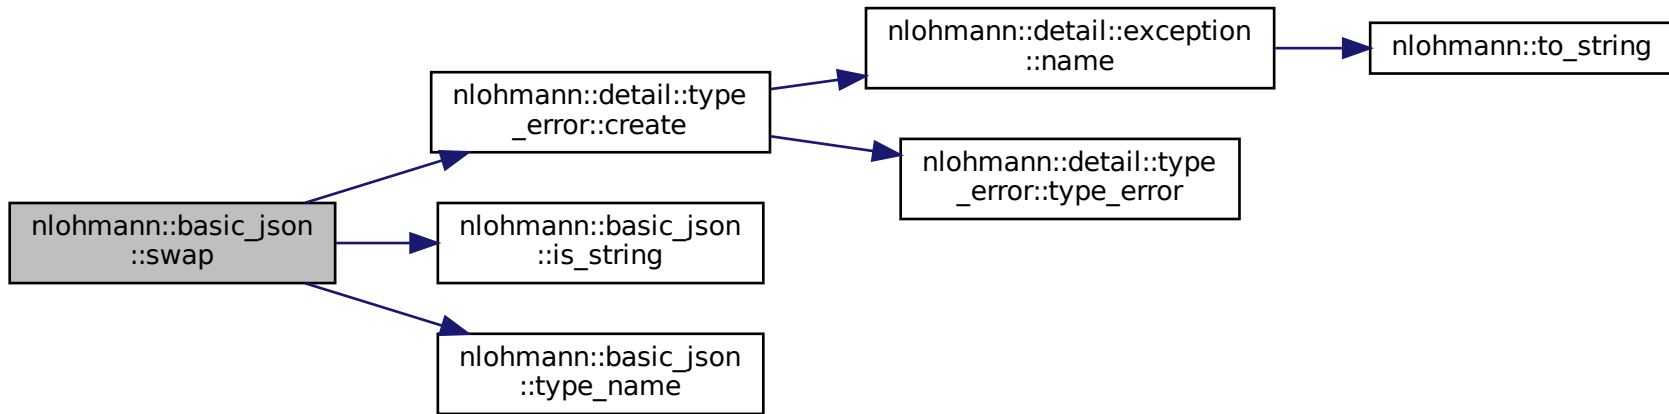 nlohmann::basic_json
::swap
nlohmann::detail::type
_error::create
nlohmann::basic_json
::is_string
nlohmann::basic_json
::type_name
nlohmann::detail::exception
::name
nlohmann::detail::type
_error::type_error
nlohmann::to_string